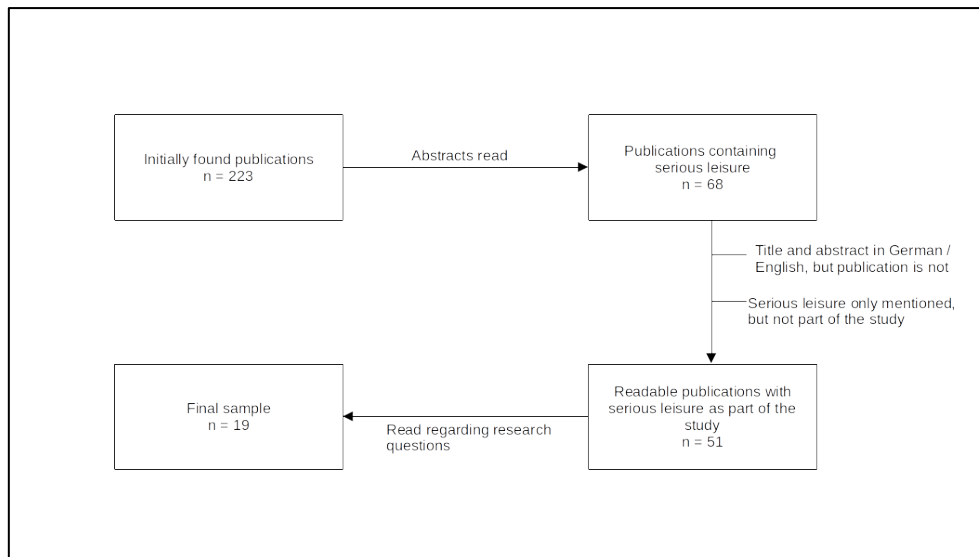 Initially found publications
n = 223
Abstracts read
Publications containing
serious leisure
n = 68
Title and abstract in German /
English, but publication is not
Serious leisure only mentioned,
but not part of the study
Readable publications with
serious leisure as part of the
study
n = 51
Read regarding research
questions
Final sample
n = 19